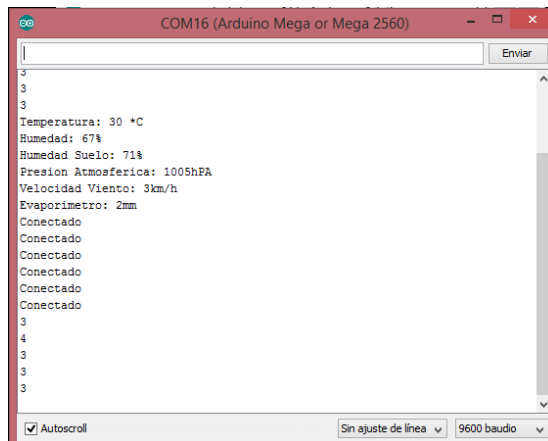 COM16 (Arduino Mega or Mega 2560)
Enviar
3
3
3
Temperatura: 30 *C
Humedad: 67%
Humedad Suelo: 71%
Presion Atmosferica: 1005hPA
Velocidad Viento: 3km/h
Evaporimetro: 2mm
Conectado
Conectado
Conectado
Conectado
Conectado
Conectado
3
4
3
3
3
Autoscroll
Sin ajuste de línea
9600 baudio